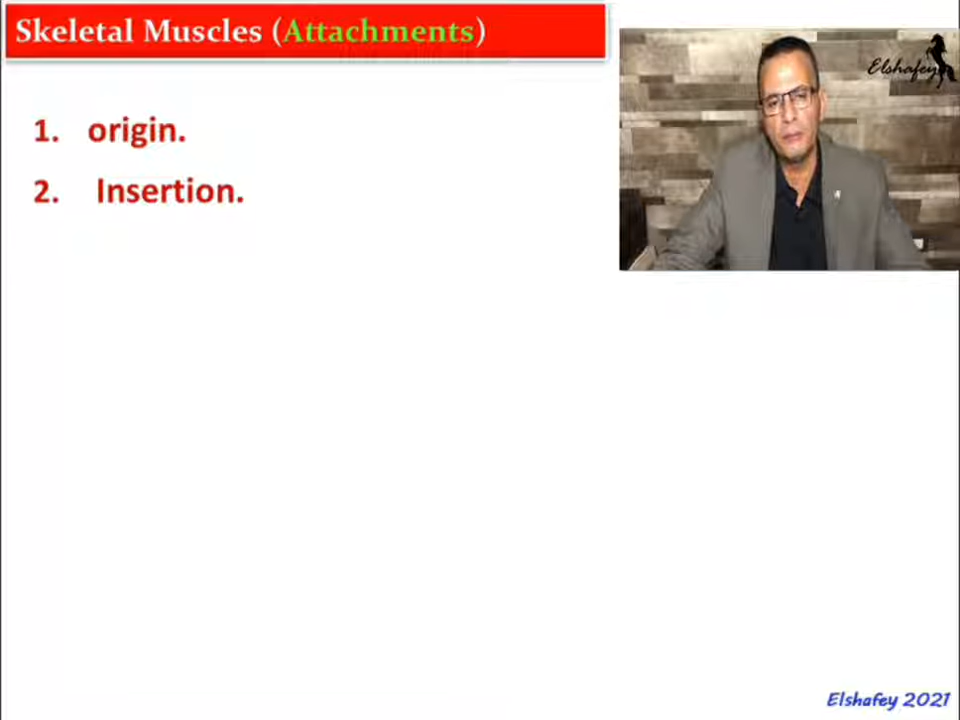 Skeletal Muscles (Attachments)
Elshafey
1. origin.
2. Insertion.
Elshafey 2021